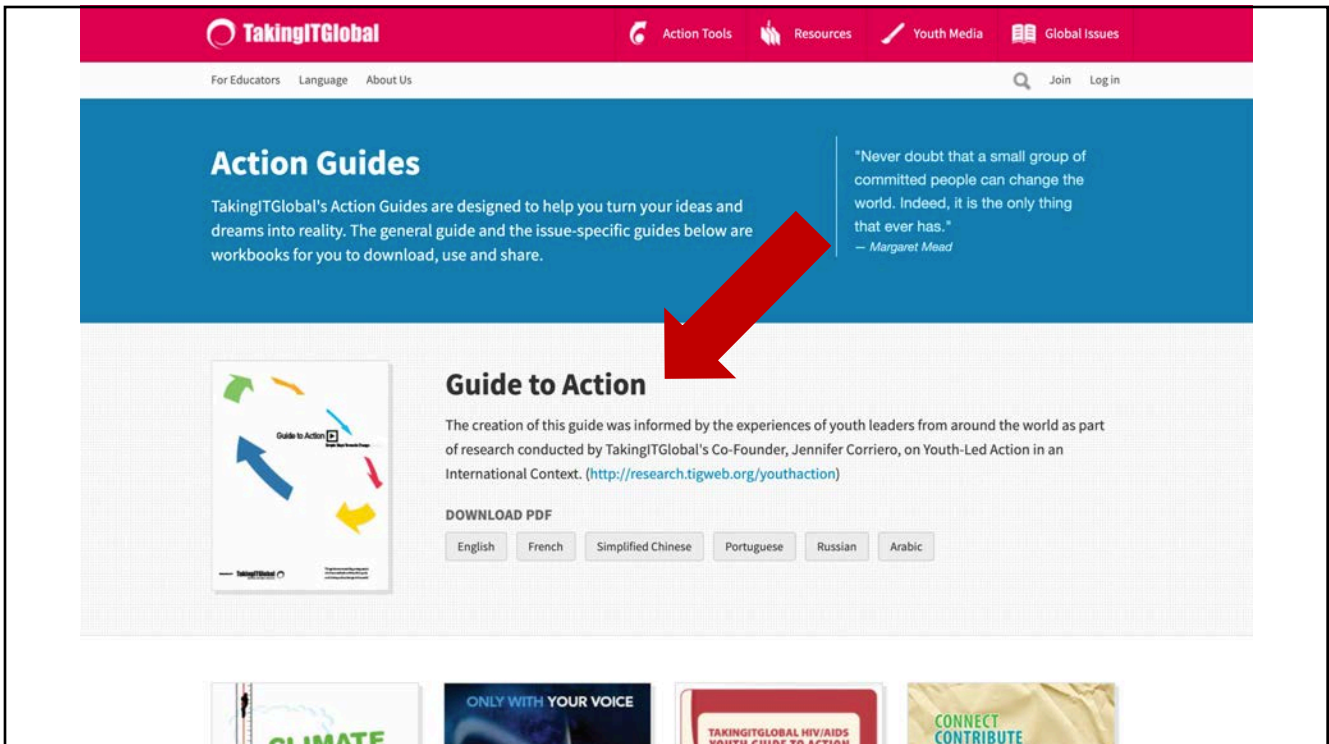 TakingITGlobal
Action Tools
Resources
Youth Media
Global Issues
For Educators Language About Us
Join Log in
Action Guides
TakingITGlobal's Action Guides are designed to help you turn your ideas and
dreams into reality. The general guide and the issue-specific guides below are
workbooks for you to download, use and share.
"Never doubt that a small group of
committed people can change the
world. Indeed, it is the only thing
that ever has."
— Margaret Mead
Guide to Action
Guide to Action
The creation of this guide was informed by the experiences of youth leaders from around the world as part
of research conducted by TakingITGlobal's Co-Founder, Jennifer Corriero, on Youth-Led Action in an
International Context. (http://research.tigweb.org/youthaction)
DOWNLOAD PDF
English French Simplified Chinese Portuguese Russian Arabic
TakingITGlobal
CLIMATE
ONLY WITH YOUR VOICE
TAKINGITGLOBAL HIV/AIDS
YOUTH GUIDE TO ACTION
CONNECT
CONTRIBUTE